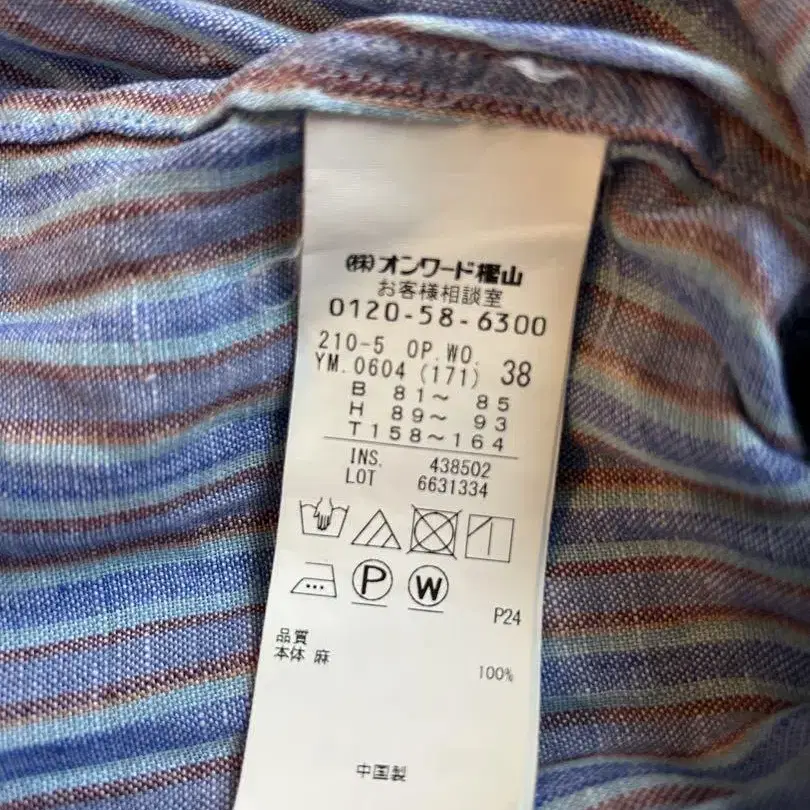 ㈱オンワード樫山
お客様相談室
0120-58-6300
210-5 OP.WO.
YM.0604 (171) 38
B 81～ 85
H 89～ 93
T 158～164
INS. 438502
LOT 6631334
P W
P24
品質
本体 麻 100%
中国製